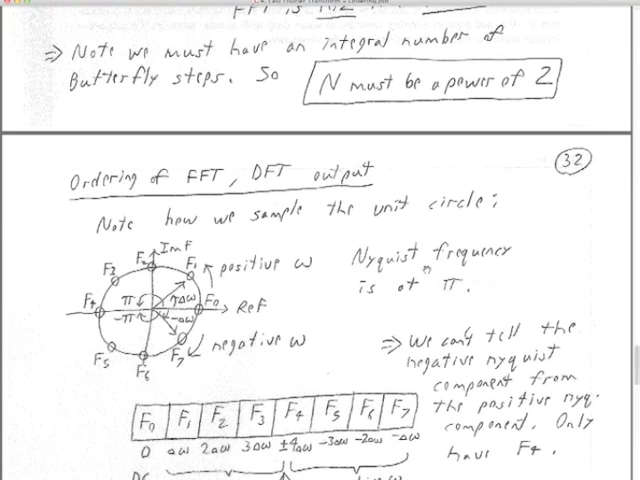 FFT is N/2
⇒ Note we must have an integral number of
Butterfly steps. So N must be a power of 2
32
Ordering of FFT, DFT output
Note how we sample the unit circle:
Im F
F2 F1 positive ω
F3
F4 π Δω F0 Re F
-π -Δω
F5 F7 negative ω
F6
Nyquist frequency
is at π.
⇒ We can't tell the
negative nyquist
component from
the positive nyq.
component. Only
have F4.
F0 F1 F2 F3 F4 F5 F6 F7
0 Δω 2Δω 3Δω ±4Δω -3Δω -2Δω -Δω
DC